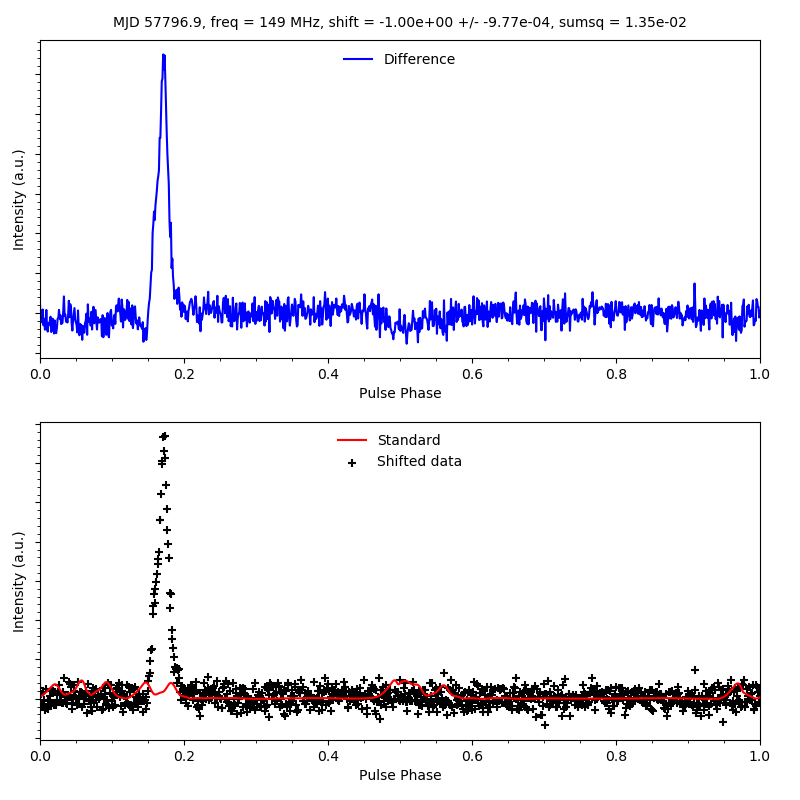 MJD 57796.9, freq = 149 MHz, shift = -1.00e+00 +/- -9.77e-04, sumsq = 1.35e-02
Difference
Intensity (a.u.)
0.0 0.2 0.4 0.6 0.8 1.0
Pulse Phase
Standard
Shifted data
Intensity (a.u.)
0.0 0.2 0.4 0.6 0.8 1.0
Pulse Phase